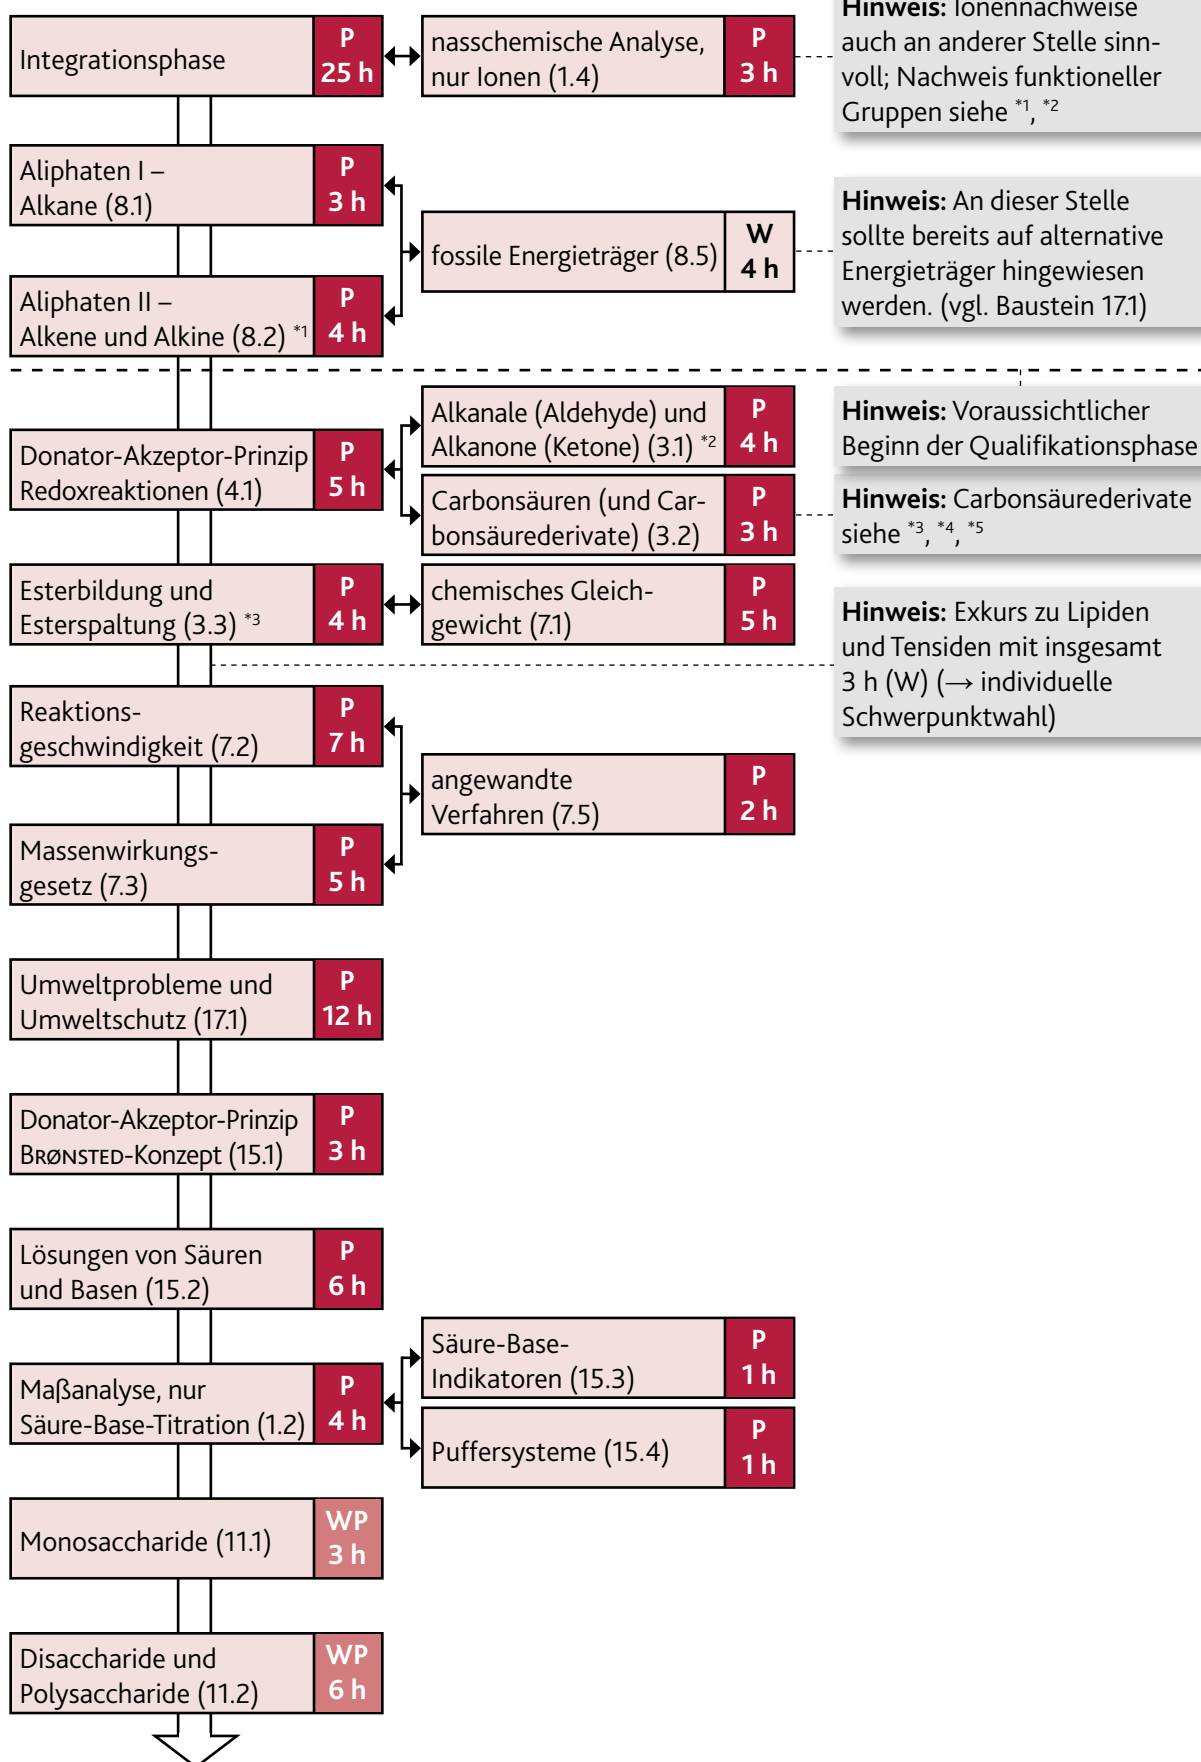 Integrationsphase
P
25 h
nasschemische Analyse,
nur Ionen (1.4)
P
3 h
Hinweis: Ionennachweise
auch an anderer Stelle sinn-
voll; Nachweis funktioneller
Gruppen siehe *1, *2
Aliphaten I –
Alkane (8.1)
P
3 h
fossile Energieträger (8.5)
W
4 h
Hinweis: An dieser Stelle
sollte bereits auf alternative
Energieträger hingewiesen
werden. (vgl. Baustein 17.1)
Aliphaten II –
Alkene und Alkine (8.2) *1
P
4 h
Hinweis: Voraussichtlicher
Beginn der Qualifikationsphase
Donator-Akzeptor-Prinzip
Redoxreaktionen (4.1)
P
5 h
Alkanale (Aldehyde) und
Alkanone (Ketone) (3.1) *2
P
4 h
Carbonsäuren (und Car-
bonsäurederivate) (3.2)
P
3 h
Hinweis: Carbonsäurederivate
siehe *3, *4, *5
Esterbildung und
Esterspaltung (3.3) *3
P
4 h
chemisches Gleich-
gewicht (7.1)
P
5 h
Hinweis: Exkurs zu Lipiden
und Tensiden mit insgesamt
3 h (W) (→ individuelle
Schwerpunktwahl)
Reaktions-
geschwindigkeit (7.2)
P
7 h
angewandte
Verfahren (7.5)
P
2 h
Massenwirkungs-
gesetz (7.3)
P
5 h
Umweltprobleme und
Umweltschutz (17.1)
P
12 h
Donator-Akzeptor-Prinzip
BRØNSTED-Konzept (15.1)
P
3 h
Lösungen von Säuren
und Basen (15.2)
P
6 h
Maßanalyse, nur
Säure-Base-Titration (1.2)
P
4 h
Säure-Base-
Indikatoren (15.3)
P
1 h
Puffersysteme (15.4)
P
1 h
Monosaccharide (11.1)
WP
3 h
Disaccharide und
Polysaccharide (11.2)
WP
6 h